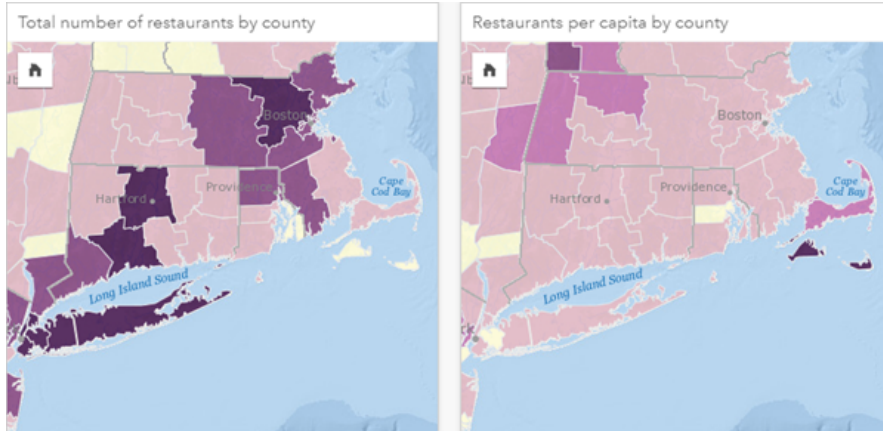 Total number of restaurants by county
Boston
Hartford
Providence
Cape
Cod Bay
Long Island Sound
Restaurants per capita by county
Boston
Hartford
Providence
Cape
Cod Bay
Long Island Sound